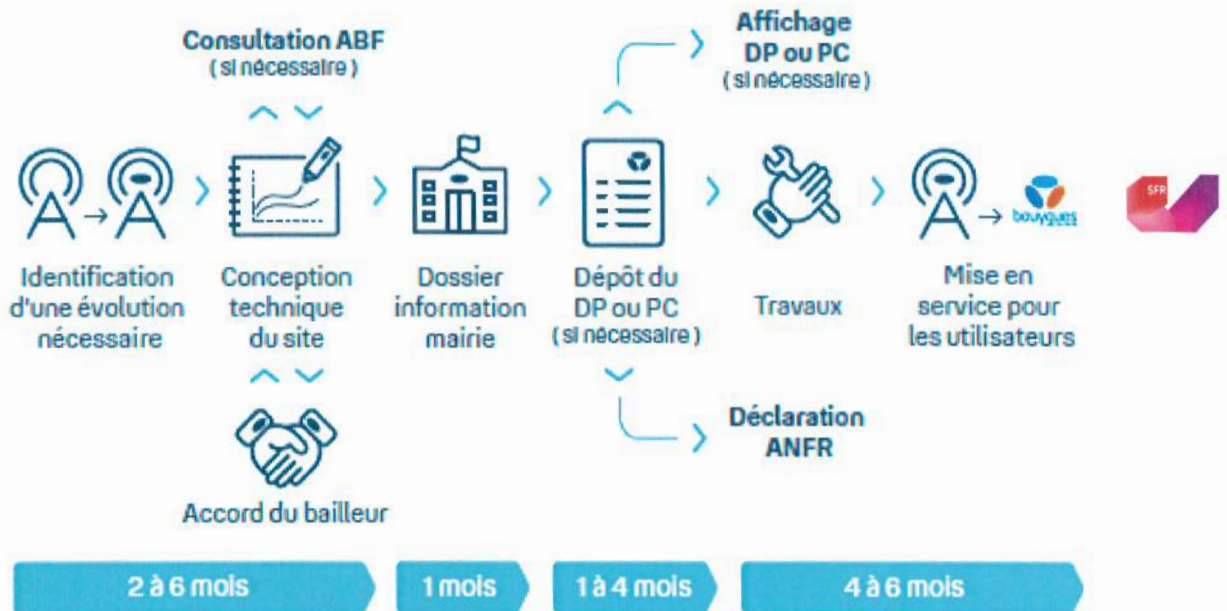 Consultation ABF
( si nécessaire )
Affichage
DP ou PC
( si nécessaire )
Identification
d'une évolution
nécessaire
Conception
technique
du site
Dossier
information
mairie
Dépôt du
DP ou PC
( si nécessaire )
Travaux
bouygues
SFR
Mise en
service pour
les utilisateurs
Accord du bailleur
Déclaration
ANFR
2 à 6 mois
1 mois
1 à 4 mois
4 à 6 mois